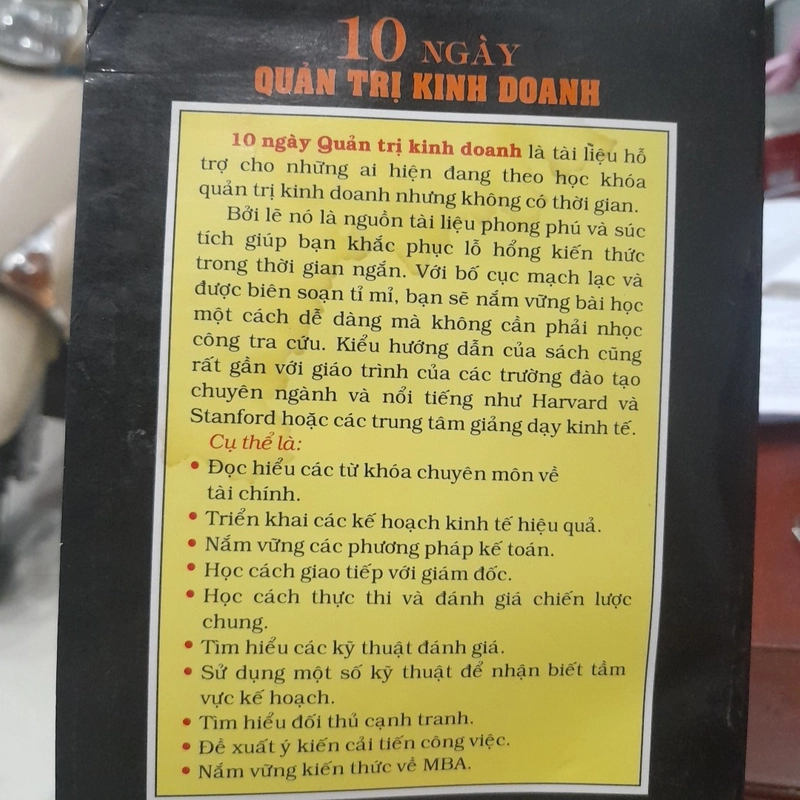 10 NGÀY
QUẢN TRỊ KINH DOANH
10 ngày Quản trị kinh doanh là tài liệu hỗ
trợ cho những ai hiện đang theo học khóa
quản trị kinh doanh nhưng không có thời gian.
Bởi lẽ nó là nguồn tài liệu phong phú và súc
tích giúp bạn khắc phục lỗ hổng kiến thức
trong thời gian ngắn. Với bố cục mạch lạc và
được biên soạn tỉ mỉ, bạn sẽ nắm vững bài học
một cách dễ dàng mà không cần phải nhọc
công tra cứu. Kiểu hướng dẫn của sách cũng
rất gần với giáo trình của các trường đào tạo
chuyên ngành và nổi tiếng như Harvard và
Stanford hoặc các trung tâm giảng dạy kinh tế.
Cụ thể là:
• Đọc hiểu các từ khóa chuyên môn về
tài chính.
• Triển khai các kế hoạch kinh tế hiệu quả.
• Nắm vững các phương pháp kế toán.
• Học cách giao tiếp với giám đốc.
• Học cách thực thi và đánh giá chiến lược
chung.
• Tìm hiểu các kỹ thuật đánh giá.
• Sử dụng một số kỹ thuật để nhận biết tầm
vực kế hoạch.
• Tìm hiểu đối thủ cạnh tranh.
• Đề xuất ý kiến cải tiến công việc.
• Nắm vững kiến thức về MBA.